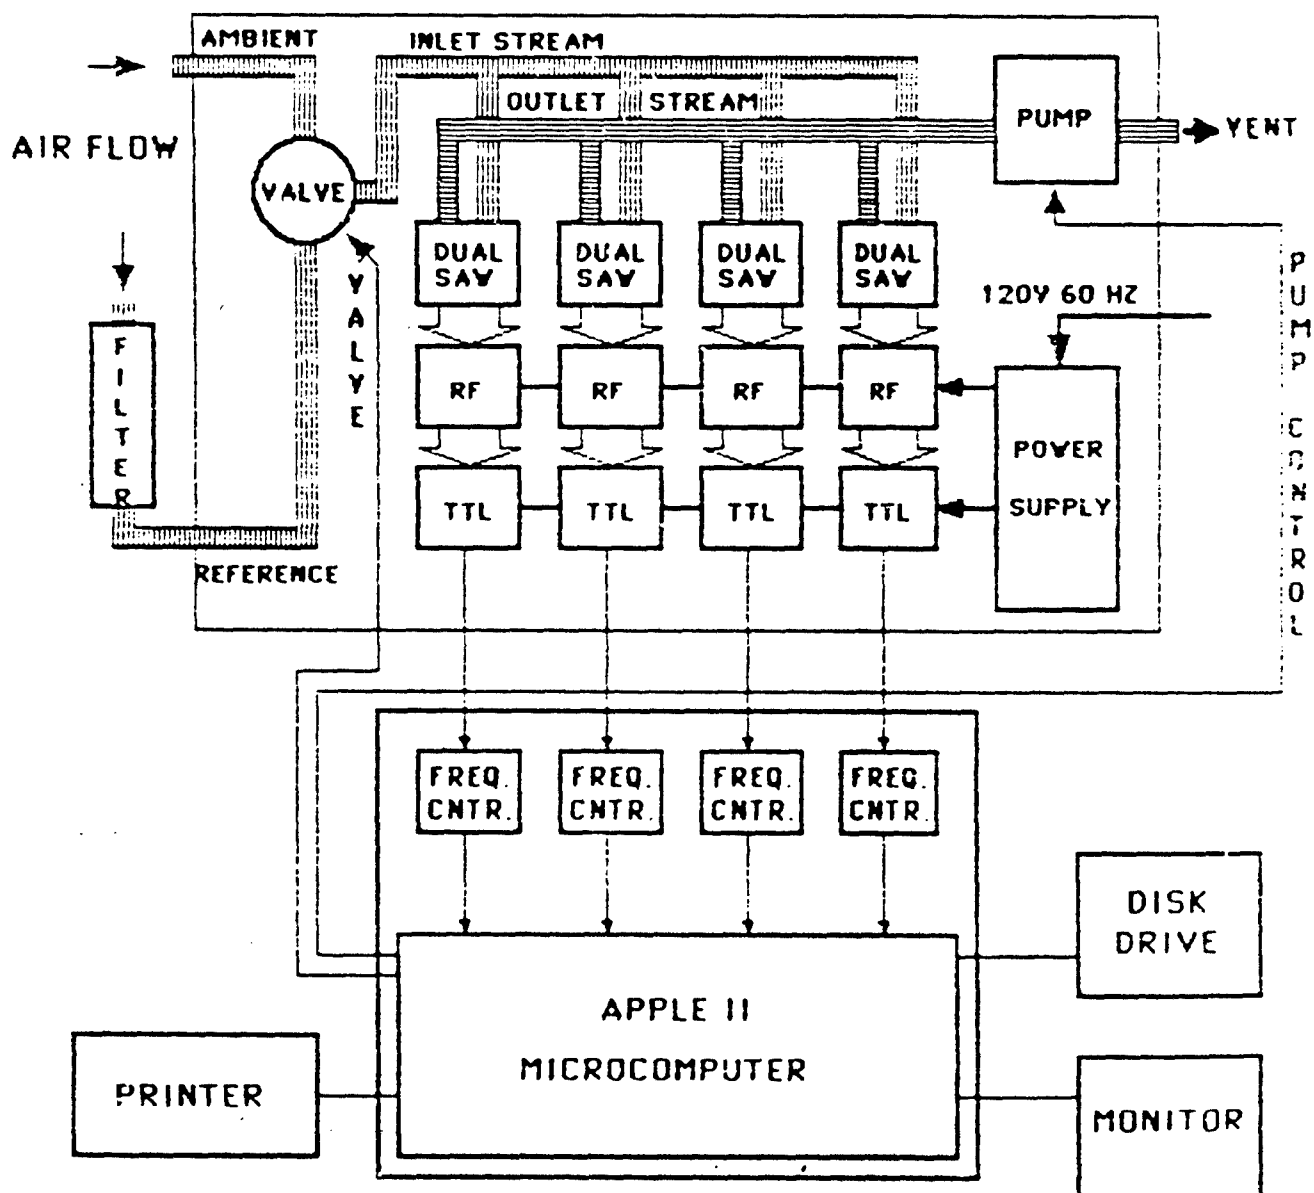 AMBIENT
INLET STREAM
OUTLET STREAM
PUMP
VENT
AIR FLOW
VALVE
DUAL SAW
DUAL SAW
DUAL SAW
DUAL SAW
VALVE
120V 60 HZ
PUMP CONTROL
FILTER
RF
RF
RF
RF
POWER
SUPPLY
TTL
TTL
TTL
TTL
REFERENCE
FREQ.
CNTR.
FREQ.
CNTR.
FREQ.
CNTR.
FREQ.
CNTR.
DISK
DRIVE
APPLE II
MICROCOMPUTER
PRINTER
MONITOR